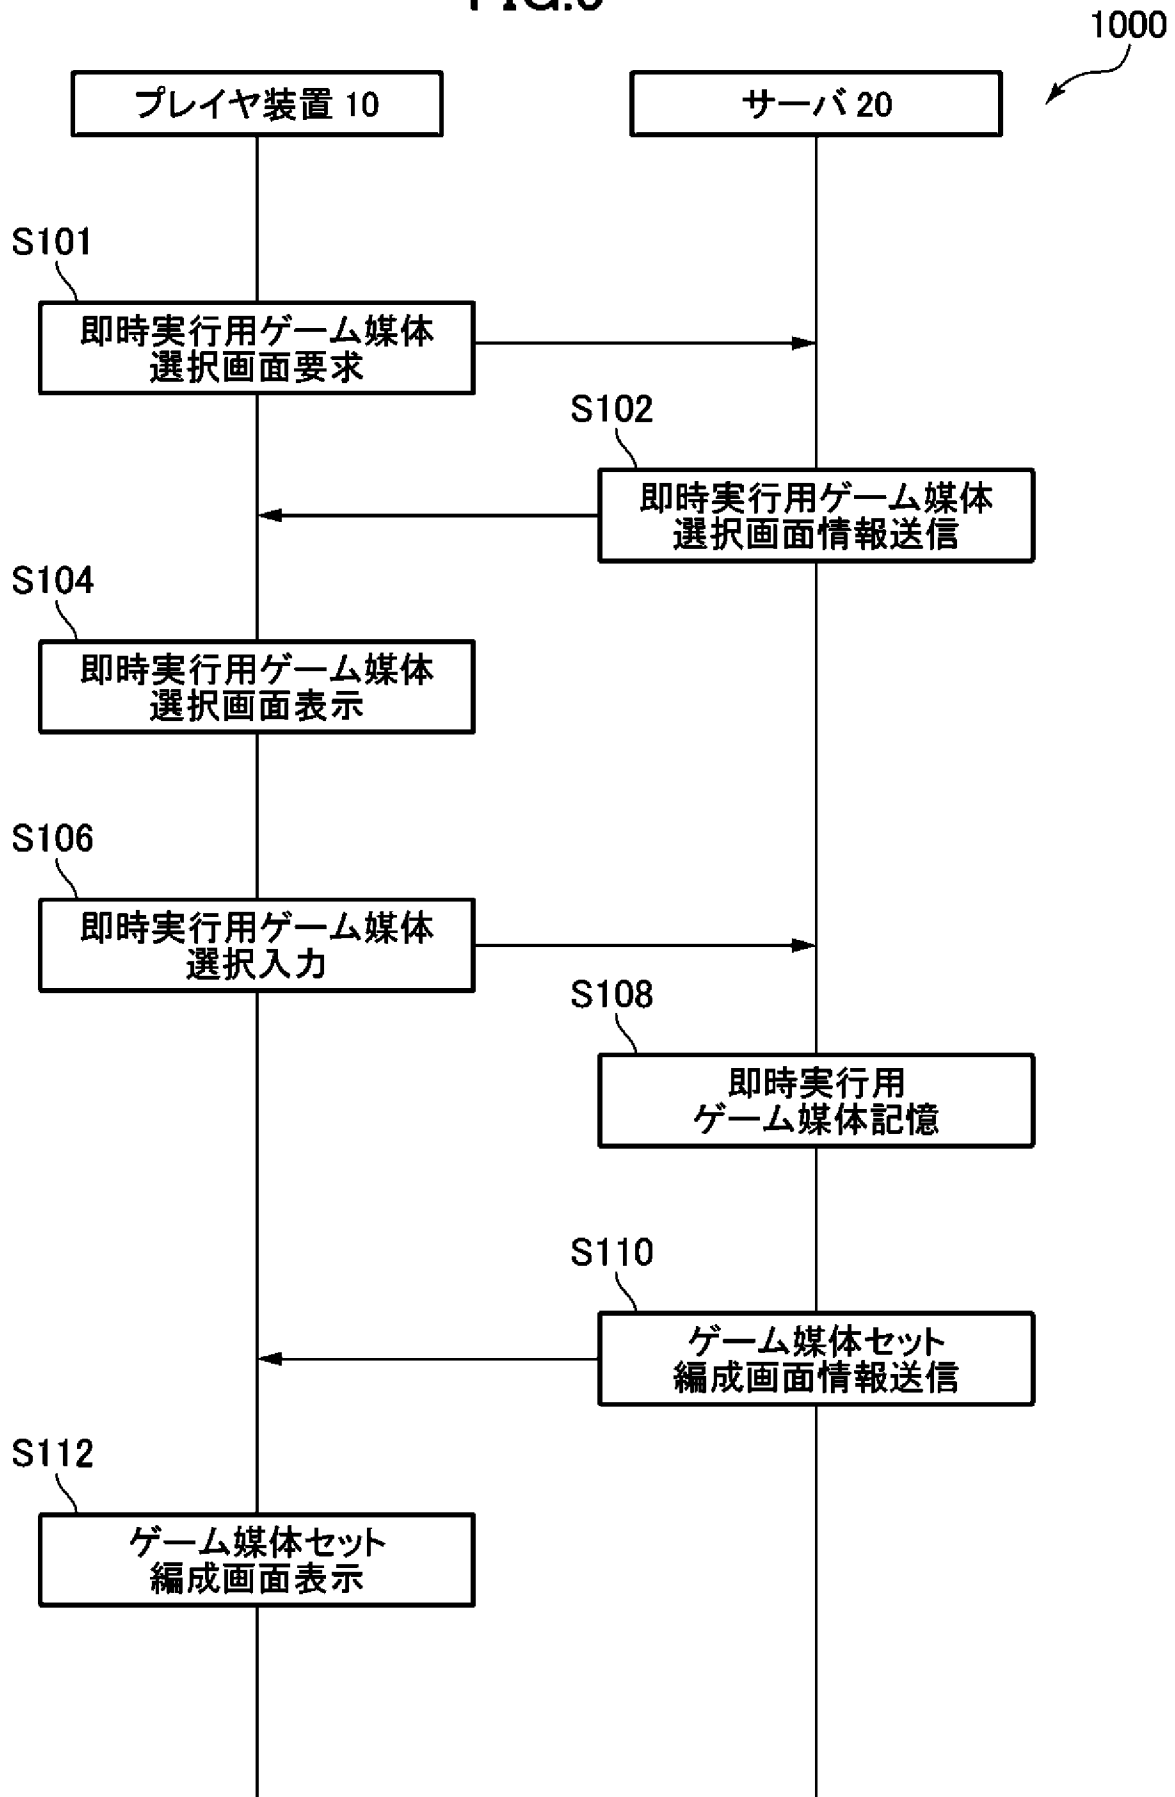 1000
プレイヤ装置 10
サーバ 20
S101
即時実行用ゲーム媒体
選択画面要求
S102
即時実行用ゲーム媒体
選択画面情報送信
S104
即時実行用ゲーム媒体
選択画面表示
S106
即時実行用ゲーム媒体
選択入力
S108
即時実行用
ゲーム媒体記憶
S110
ゲーム媒体セット
編成画面情報送信
S112
ゲーム媒体セット
編成画面表示